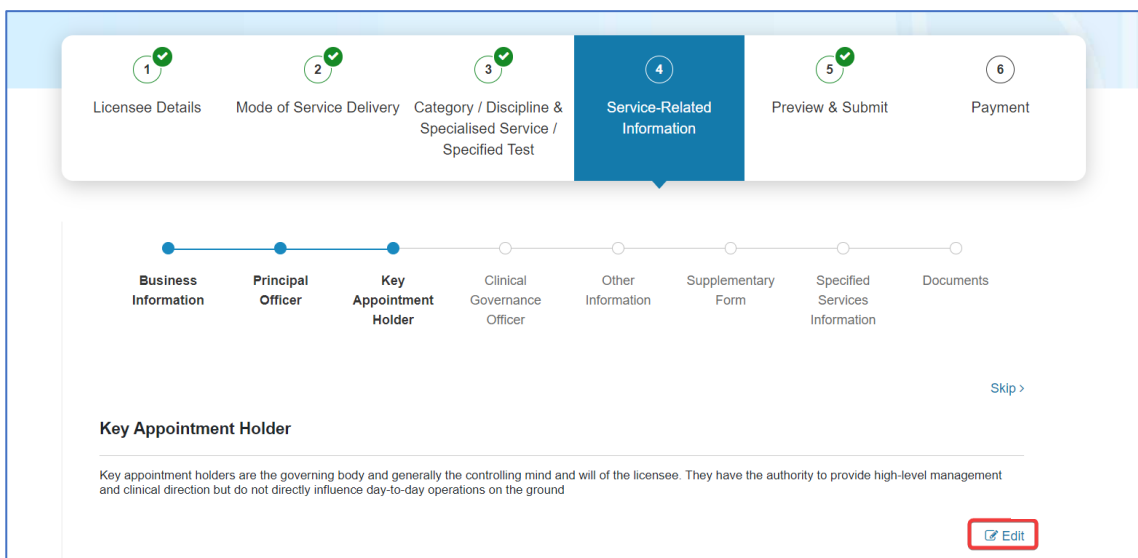 1
2
3
4
5
6
Licensee Details
Mode of Service Delivery
Category / Discipline &
Specialised Service /
Specified Test
Service-Related
Information
Preview & Submit
Payment
Business
Information
Principal
Officer
Key
Appointment
Holder
Clinical
Governance
Officer
Other
Information
Supplementary
Form
Specified
Services
Information
Documents
Skip >
Key Appointment Holder
Key appointment holders are the governing body and generally the controlling mind and will of the licensee. They have the authority to provide high-level management
and clinical direction but do not directly influence day-to-day operations on the ground
Edit